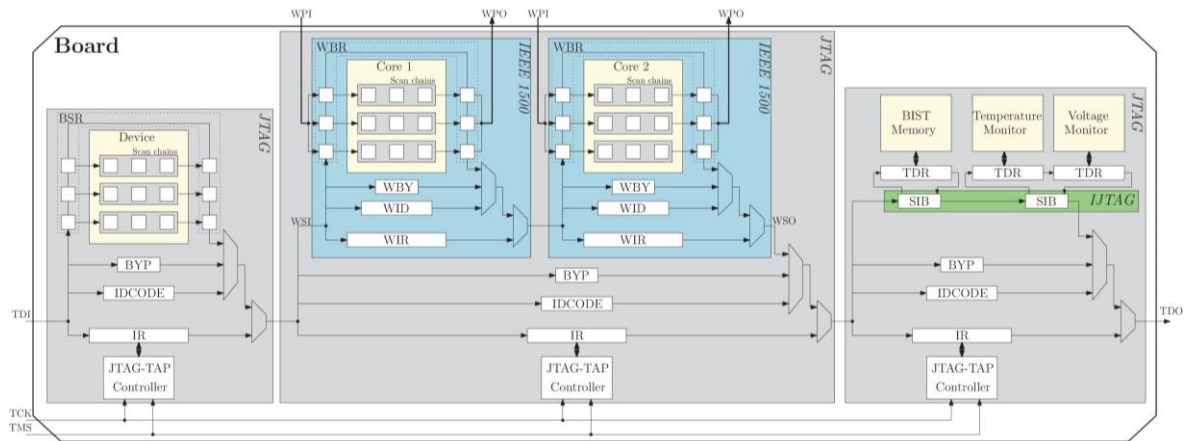 WPI
WPO
WPI
WPO
Board
WBR
IEEE 1500
Core 1
Scan chains
WBY
WID
WSI
WIR
WBR
IEEE 1500
Core 2
Scan chains
WBY
WID
WSO
WIR
JTAG
BSR
JTAG
Device
Scan chains
BYP
IDCODE
TDI
IR
JTAG-TAP
Controller
BYP
IDCODE
IR
JTAG-TAP
Controller
JTAG
BIST
Memory
Temperature
Monitor
Voltage
Monitor
TDR
TDR
TDR
SIB
SIB
IJTAG
BYP
IDCODE
IR
TDO
JTAG-TAP
Controller
TCK
TMS